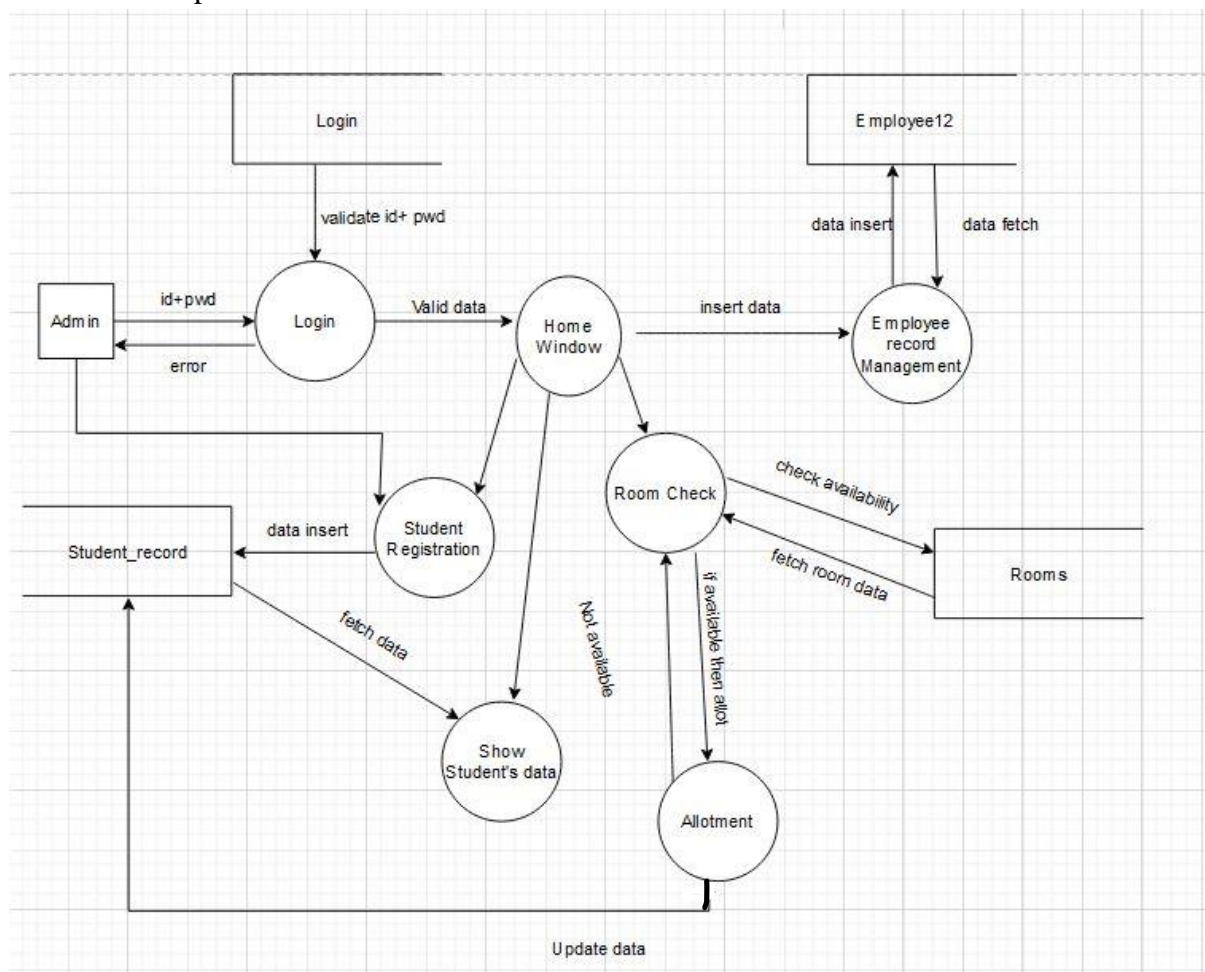 Login
Employee12
validate id+ pwd
data insert
data fetch
Admin
id+pwd
error
Login
Valid data
Home
Window
insert data
Employee
record
Management
Room Check
check availability
fetch room data
Rooms
Student_record
data insert
Student
Registration
fetch data
Not available
if available then allot
Show
Student's data
Allotment
Update data